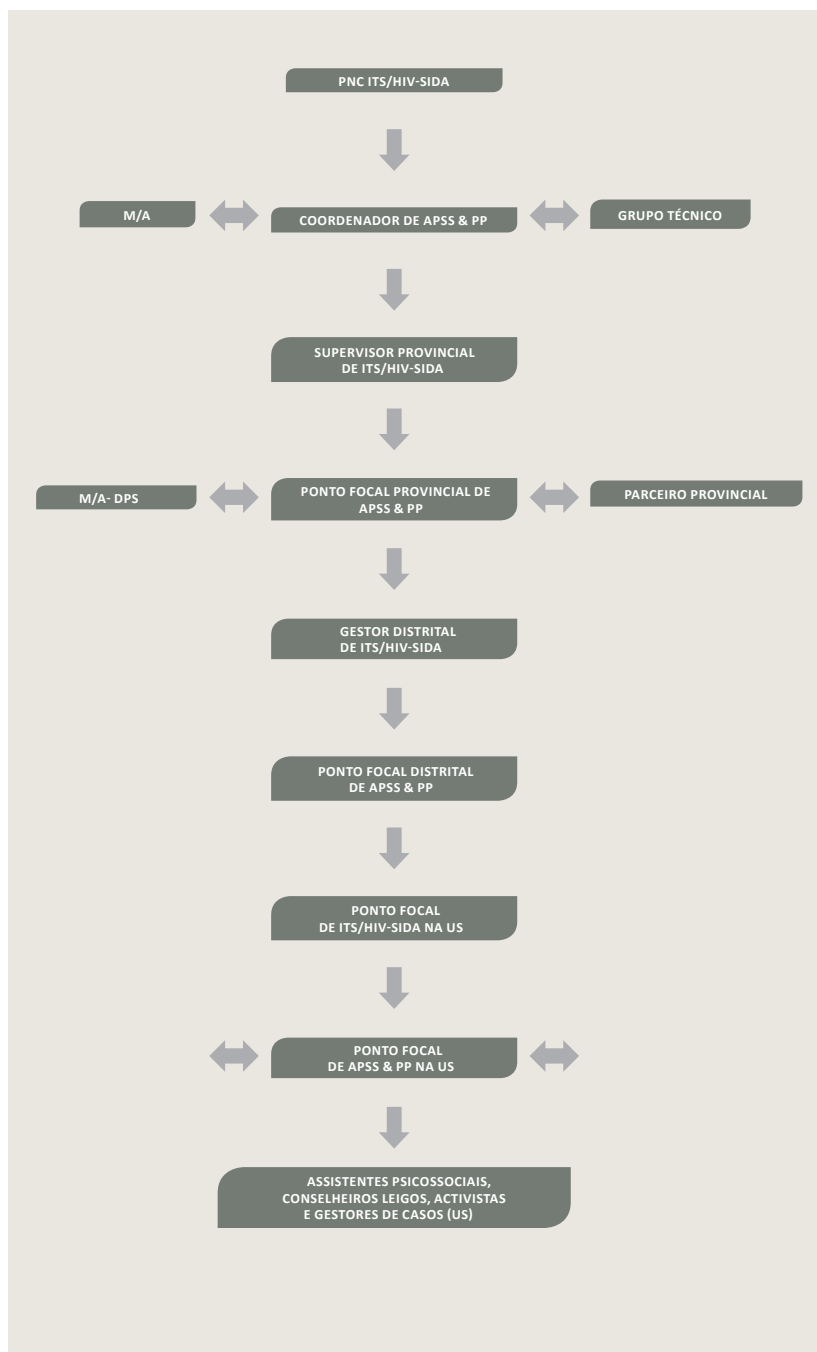 PNC ITS/HIV-SIDA
M/A
COORDENADOR DE APSS & PP
GRUPO TÉCNICO
SUPERVISOR PROVINCIAL
DE ITS/HIV-SIDA
M/A- DPS
PONTO FOCAL PROVINCIAL DE
APSS & PP
PARCEIRO PROVINCIAL
GESTOR DISTRITAL
DE ITS/HIV-SIDA
PONTO FOCAL DISTRITAL
DE APSS & PP
PONTO FOCAL
DE ITS/HIV-SIDA NA US
PONTO FOCAL
DE APSS & PP NA US
ASSISTENTES PSICOSSOCIAIS,
CONSELHEIROS LEIGOS, ACTIVISTAS
E GESTORES DE CASOS (US)